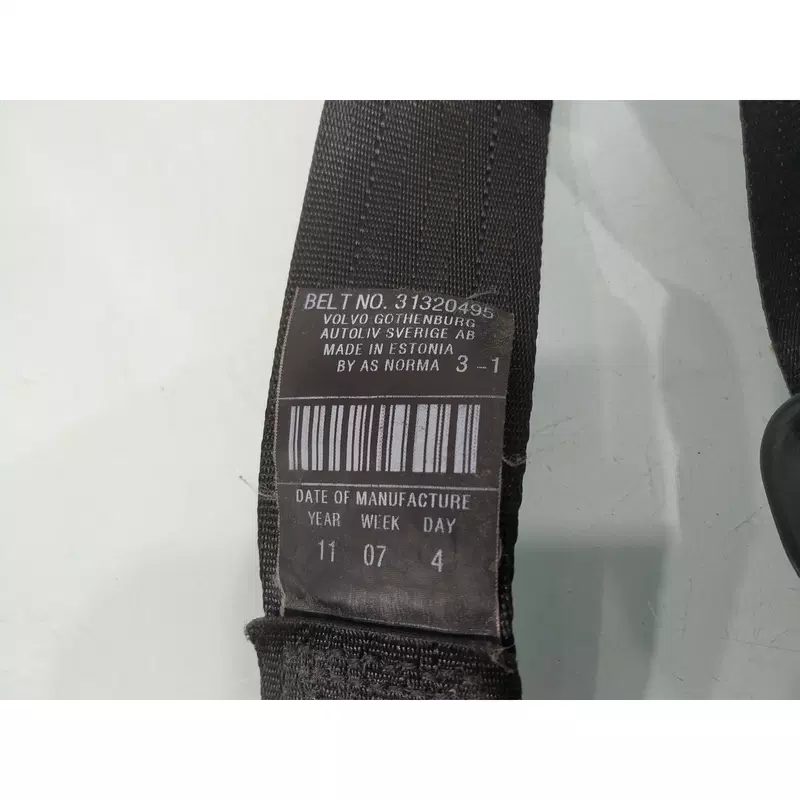 BELT NO. 31320495
VOLVO GOTHENBURG
AUTOLIV SVERIGE AB
MADE IN ESTONIA
BY AS NORMA 3 - 1
DATE OF MANUFACTURE
YEAR WEEK DAY
11 07 4